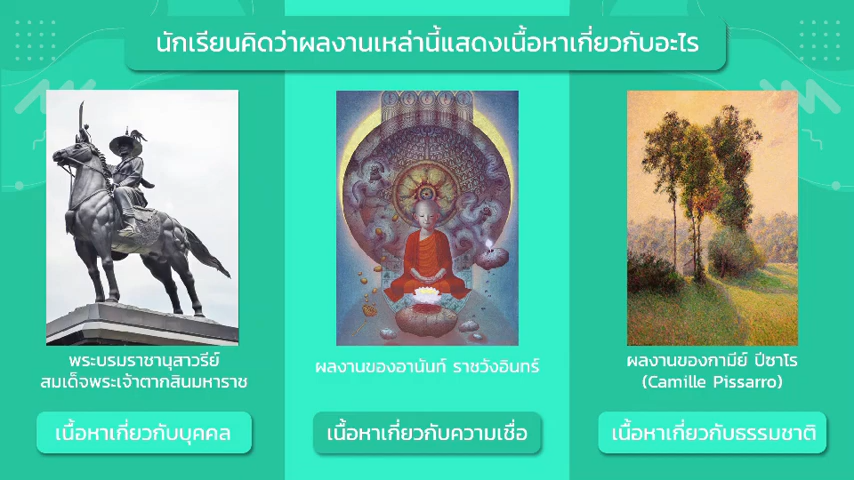 นักเรียนคิดว่าผลงานเหล่านี้แสดงเนื้อหาเกี่ยวกับอะไร
พระบรมราชานุสาวรีย์
สมเด็จพระเจ้าตากสินมหาราช
เนื้อหาเกี่ยวกับบุคคล
ผลงานของอานันท์ ราชวังอินทร์
เนื้อหาเกี่ยวกับความเชื่อ
ผลงานของกามีย์ ปีซาโร
(Camille Pissarro)
เนื้อหาเกี่ยวกับธรรมชาติ